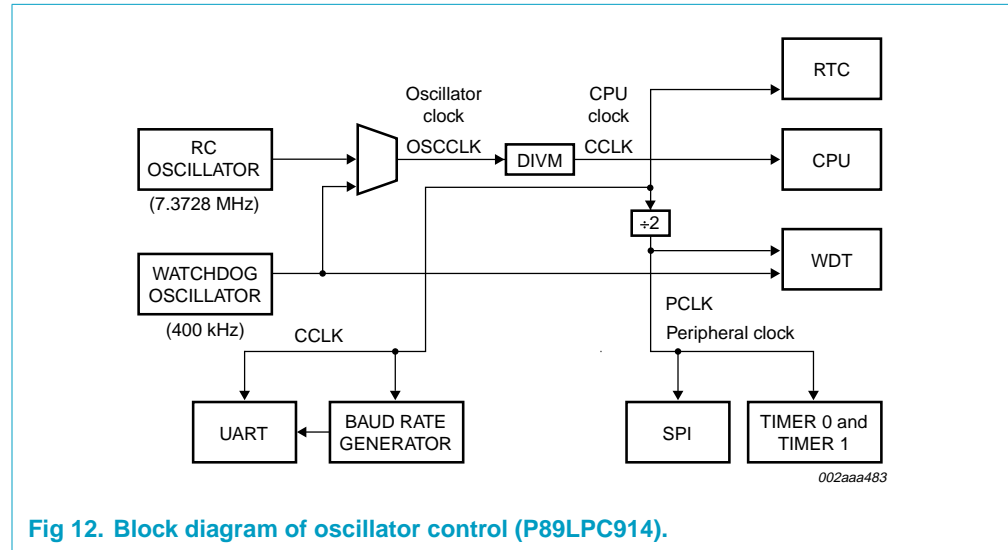 RTC
Oscillator
clock
CPU
clock
RC
OSCILLATOR
OSCCLK
DIVM
CCLK
CPU
(7.3728 MHz)
÷2
WDT
WATCHDOG
OSCILLATOR
PCLK
(400 kHz)
CCLK
Peripheral clock
UART
BAUD RATE
GENERATOR
SPI
TIMER 0 and
TIMER 1
002aaa483
Fig 12. Block diagram of oscillator control (P89LPC914).